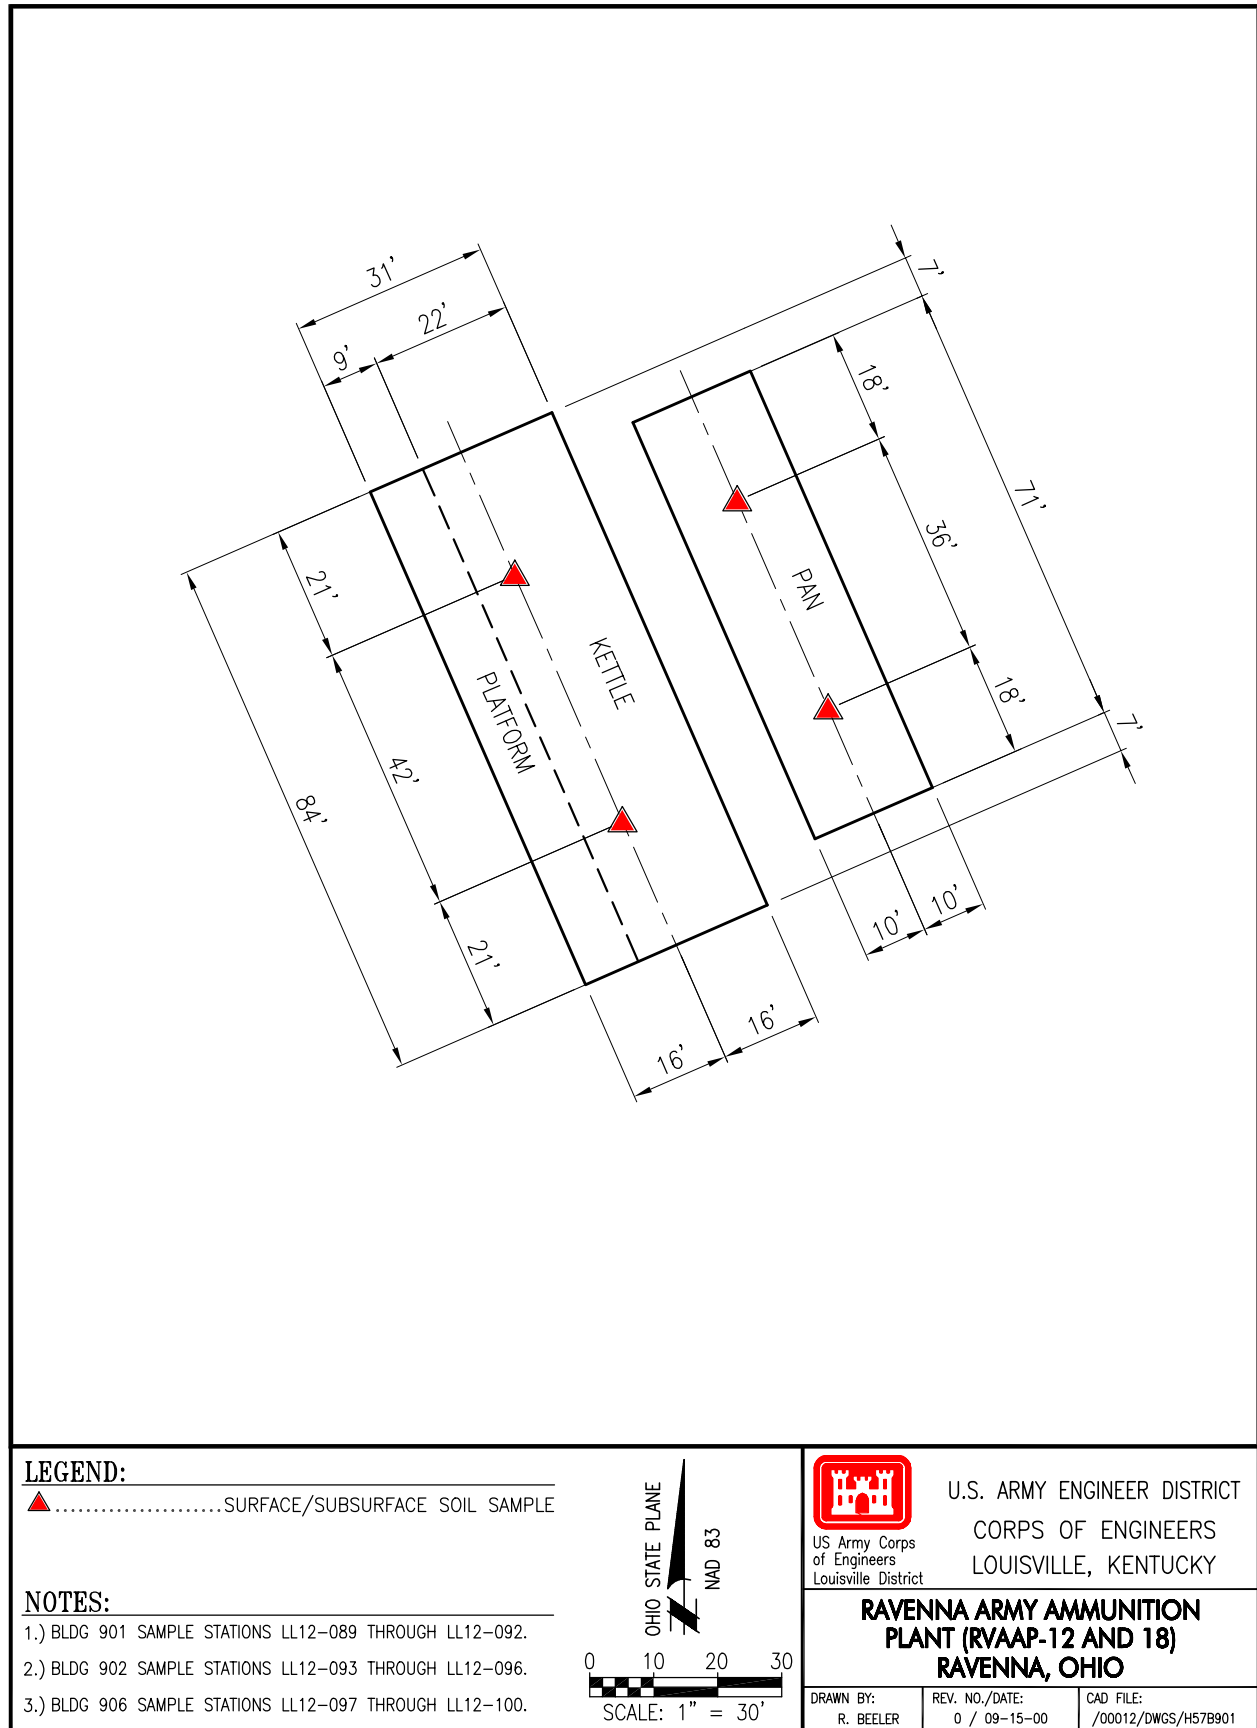 31'
22'
9'
7'
18'
71'
36'
PAN
18'
7'
21'
KETTLE
PLATFORM
42'
84'
21'
10'
10'
16'
16'
LEGEND:
....................SURFACE/SUBSURFACE SOIL SAMPLE
NOTES:
1.) BLDG 901 SAMPLE STATIONS LL12-089 THROUGH LL12-092.
2.) BLDG 902 SAMPLE STATIONS LL12-093 THROUGH LL12-096.
3.) BLDG 906 SAMPLE STATIONS LL12-097 THROUGH LL12-100.
OHIO STATE PLANE
NAD 83
0 10 20 30
SCALE: 1" = 30'
US Army Corps
of Engineers
Louisville District
U.S. ARMY ENGINEER DISTRICT
CORPS OF ENGINEERS
LOUISVILLE, KENTUCKY
RAVENNA ARMY AMMUNITION
PLANT (RVAAP-12 AND 18)
RAVENNA, OHIO
DRAWN BY:
R. BEELER
REV. NO./DATE:
0 / 09-15-00
CAD FILE:
/00012/DWGS/H57B901